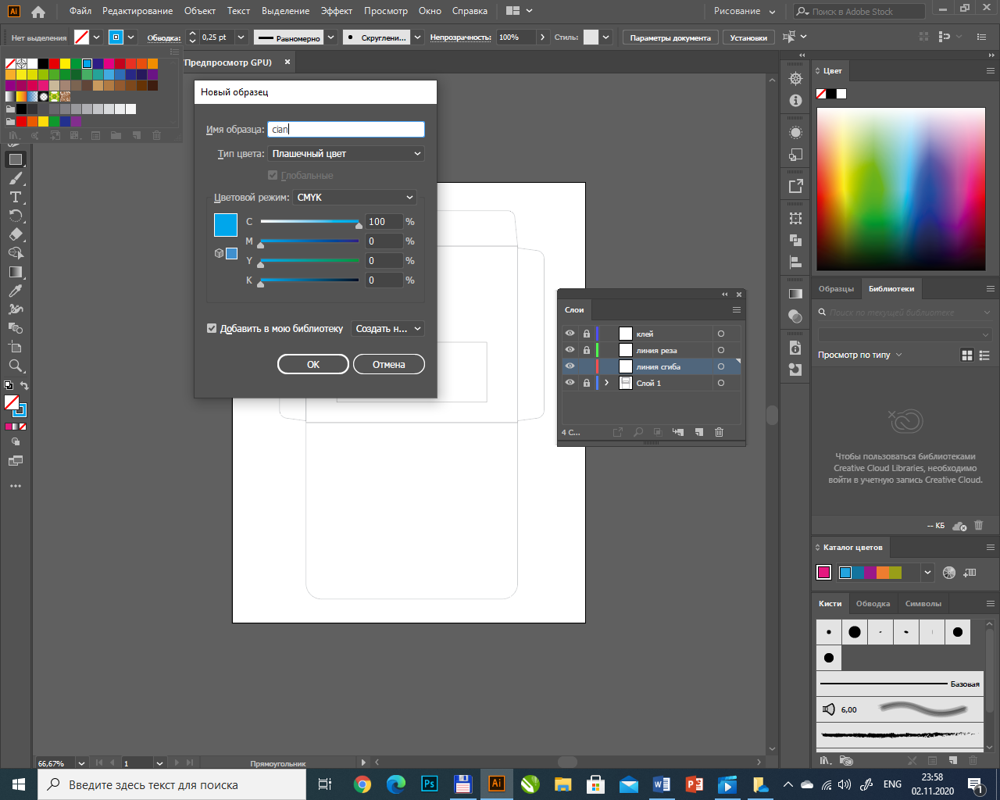 Ai Файл Редактирование Объект Текст Выделение Эффект Просмотр Окно Справка Рисование Поиск в Adobe Stock
Нет выделения Обводка: 0,25 pt Равномерно Скруглени... Непрозрачность: 100% Стиль: Параметры документа Установки
/Предпросмотр GPU)
Новый образец
Имя образца: cian
Тип цвета: Плашечный цвет
Глобальные
Цветовой режим: CMYK
C 100 %
M 0 %
Y 0 %
K 0 %
Добавить в мою библиотеку Создать н...
ОК Отмена
Слои
клей
линия реза
линия сгиба
Слой 1
4 С...
Цвет
Образцы Библиотеки
Поиск по текущей библиотеке
Просмотр по типу
Чтобы пользоваться библиотеками
Creative Cloud Libraries, необходимо
войти в учетную запись Creative Cloud.
-- КБ
Каталог цветов
Кисти Обводка Символы
Базовая
6,00
66,67% 1 Прямоугольник
Введите здесь текст для поиска
Ps Ai
ENG 23:58
02.11.2020
1